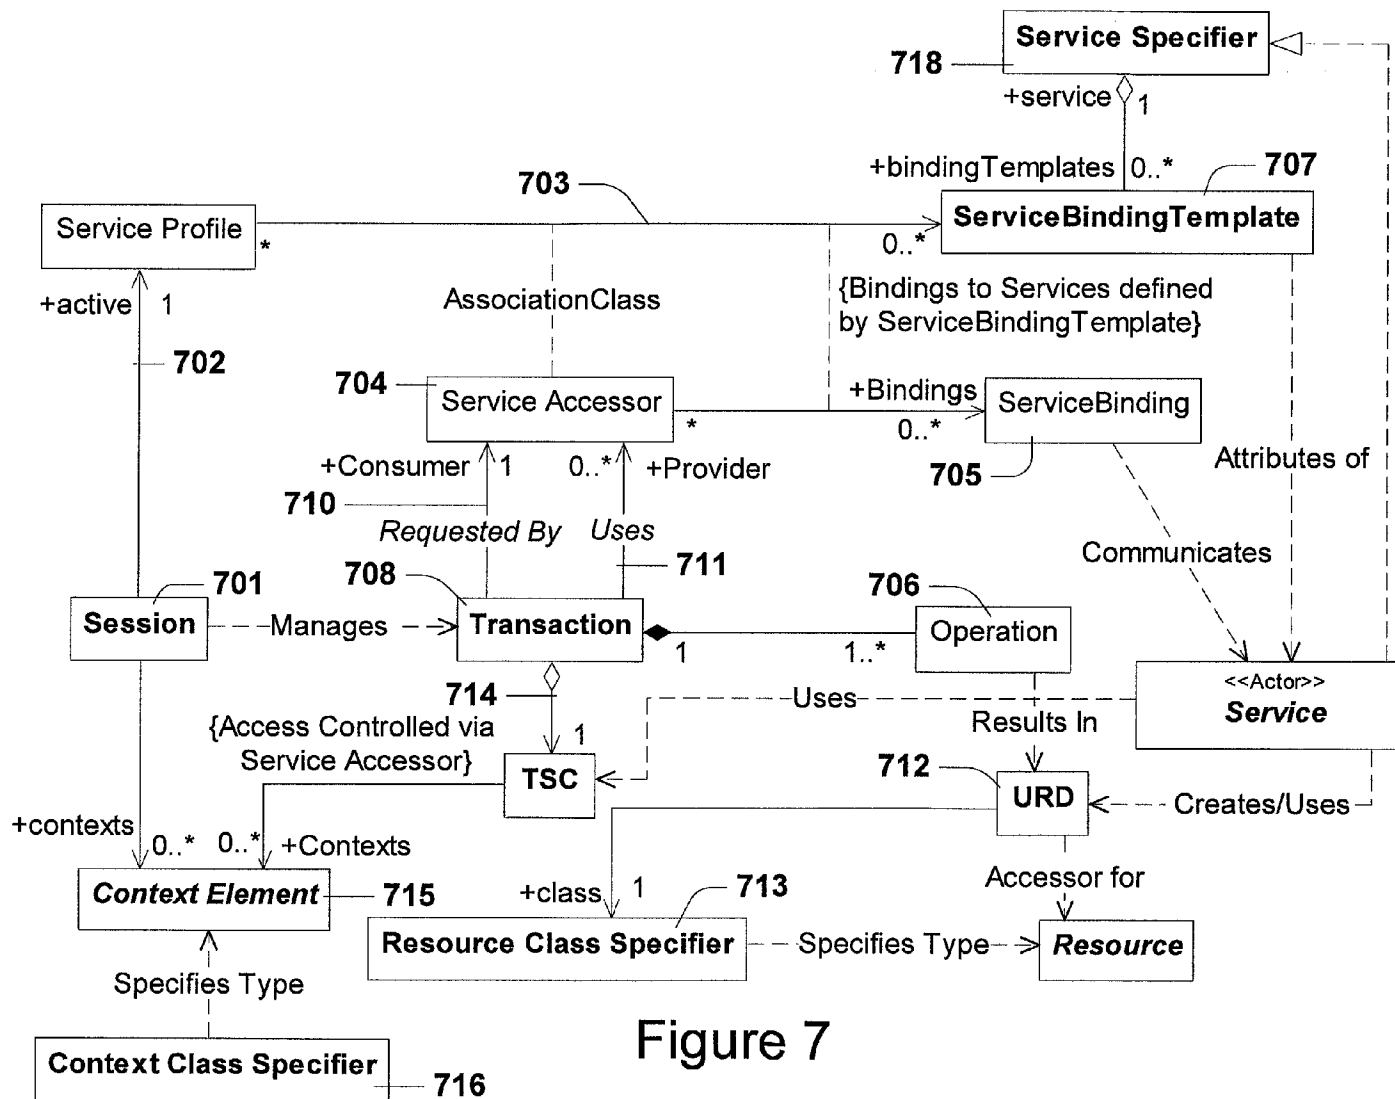 Service Specifier
718
+service
1
+bindingTemplates
0..*
707
703
Service Profile
*
ServiceBindingTemplate
0..*
+active
1
AssociationClass
{Bindings to Services defined
by ServiceBindingTemplate}
702
704
Service Accessor
*
+Bindings
0..*
ServiceBinding
705
Attributes of
+Consumer
1
0..*
+Provider
710
Requested By
Uses
711
Communicates
701
708
706
Session
Manages
Transaction
1
1..*
Operation
714
Uses
Results In
<<Actor>>
Service
{Access Controlled via
Service Accessor}
1
TSC
712
URD
Creates/Uses
+contexts
0..*
0..*
+Contexts
Context Element
715
+class
1
713
Accessor for
Resource Class Specifier
Specifies Type
Resource
Specifies Type
Context Class Specifier
716
Figure 7